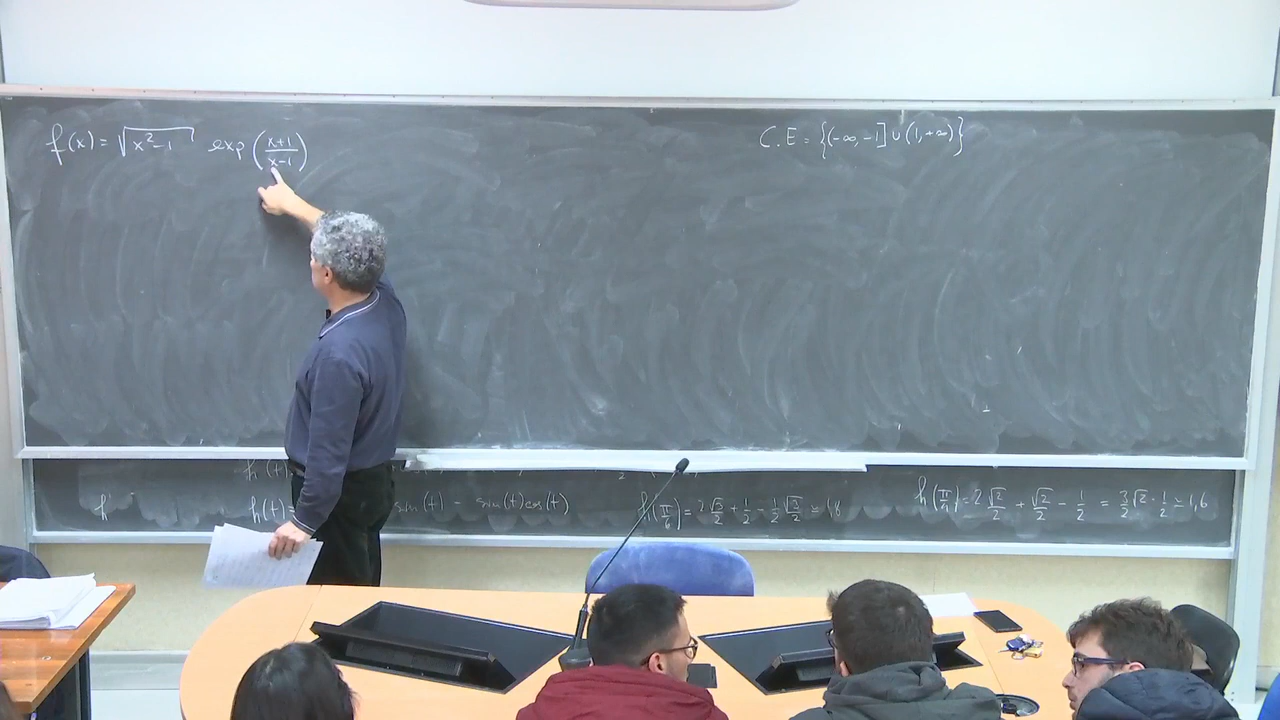 f(x) = √(x²-1) exp((x+1)/(x-1))
C.E = {(-∞, -1] ∪ (1, +∞)}
h(t)= sin(t) - sin(t)cos(t)
h(π/6) = 2 √3/2 + 1/2 - 1/2 √3/2 ≃ 1,8
h(π/4) = 2 √2/2 + √2/2 - 1/2 = 3/2 √2 - 1/2 ≃ 1,6